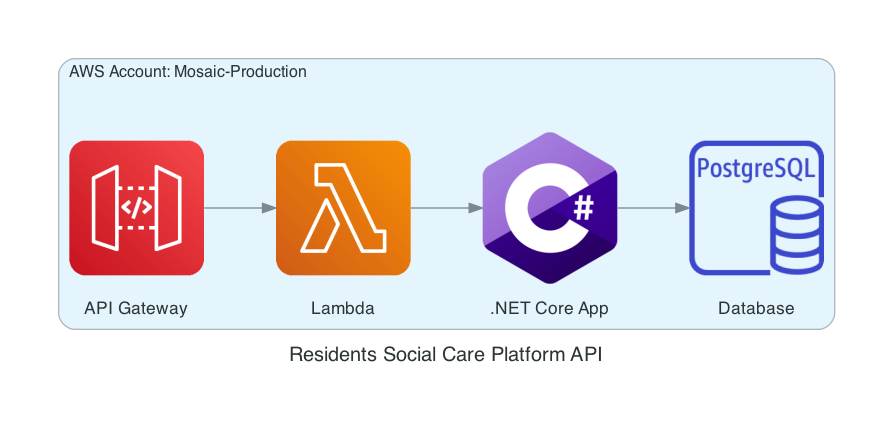 AWS Account: Mosaic-Production
</>
PostgreSQL
#
API Gateway
Lambda
.NET Core App
Database
Residents Social Care Platform API